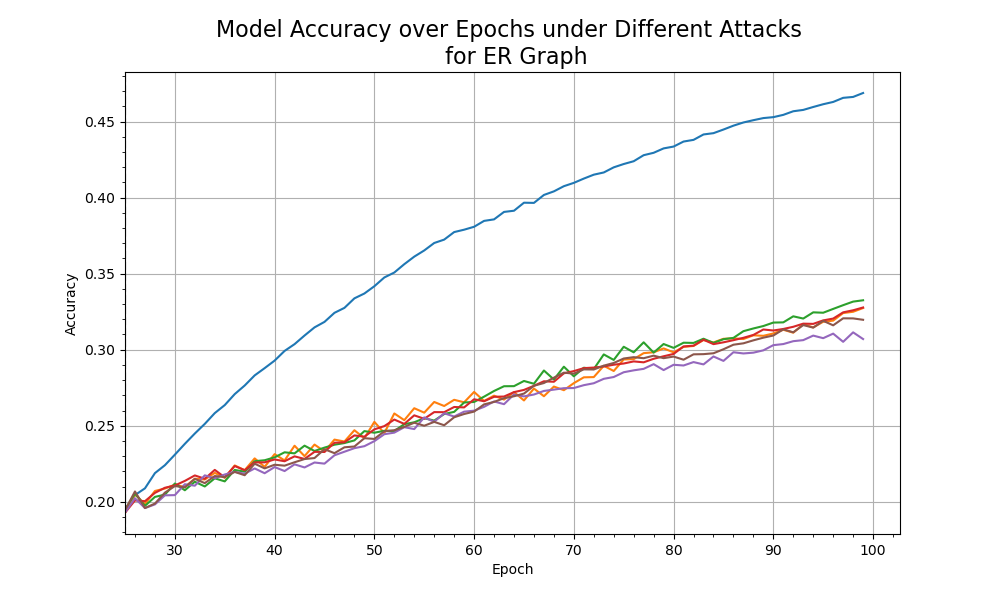 Model Accuracy over Epochs under Different Attacks
for ER Graph
Accuracy
0.45
0.40
0.35
0.30
0.25
0.20
30 40 50 60 70 80 90 100
Epoch